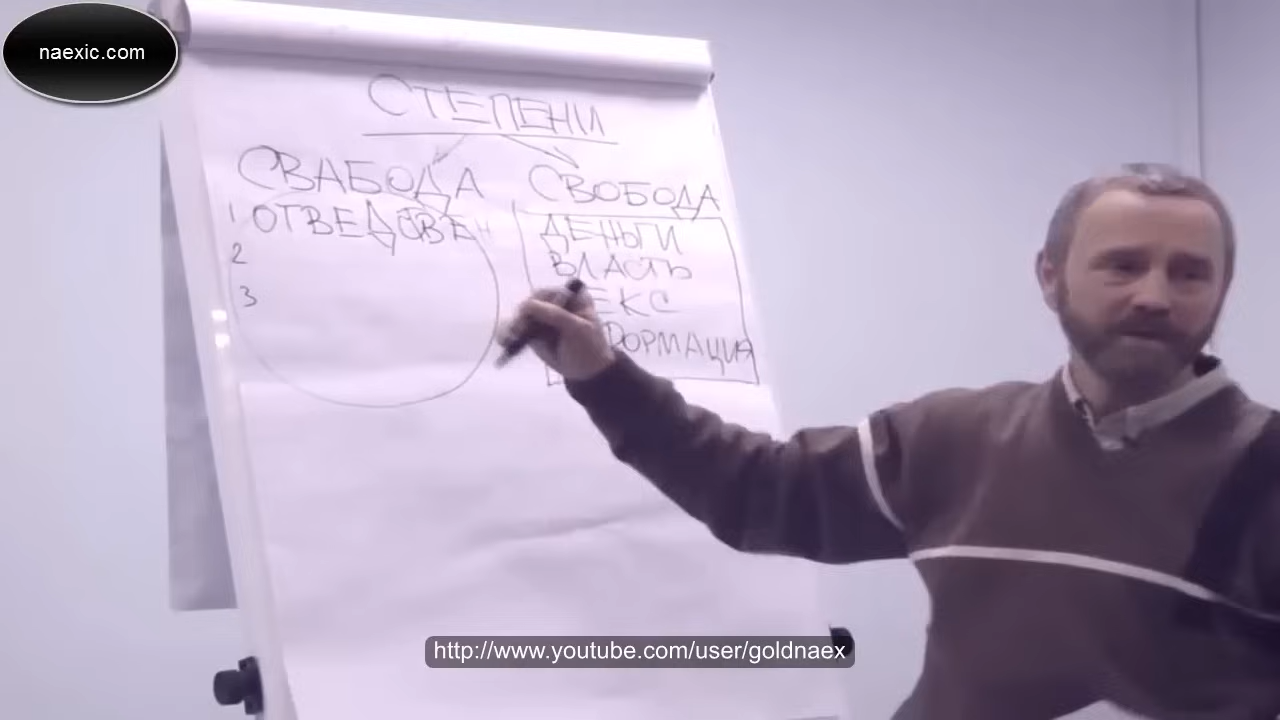 naexic.com
СТЕПЕНИ
СВАБОДА
СВОБОДА
1 ОТВЕДСВЕН
2
3
ДЕНЬГИ
ВЛАСТЬ
ЕКС
ФОРМАЦИЯ
http://www.youtube.com/user/goldnaex